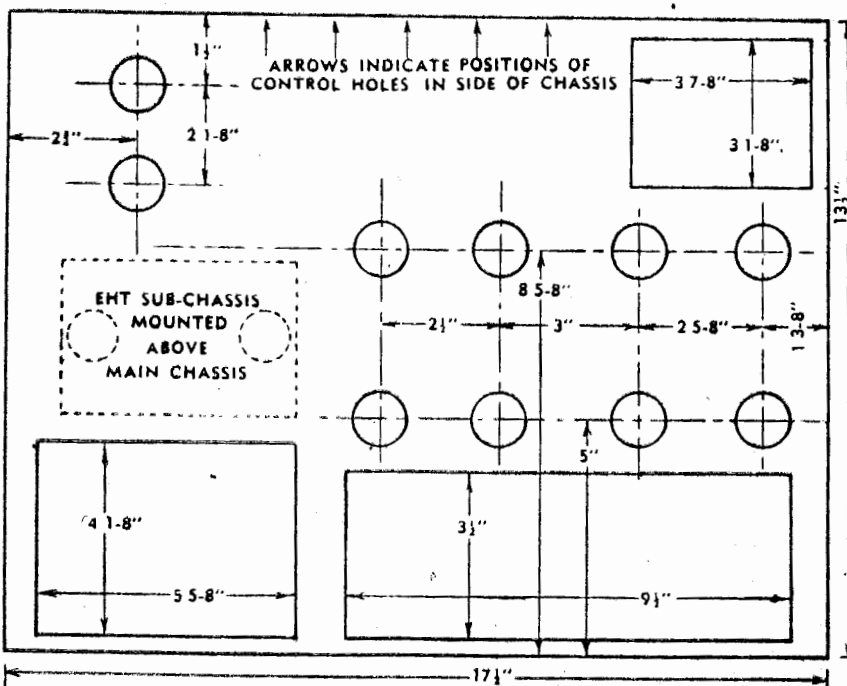 1½"
ARROWS INDICATE POSITIONS OF
CONTROL HOLES IN SIDE OF CHASSIS
3 7-8"
2¾"
2 1-8"
3 1-8"
13½"
EHT SUB-CHASSIS
MOUNTED
ABOVE
MAIN CHASSIS
8 5-8"
2½"
3"
2 5-8"
1 3-8"
5"
4 1-8"
3½"
5 5-8"
9½"
17½"